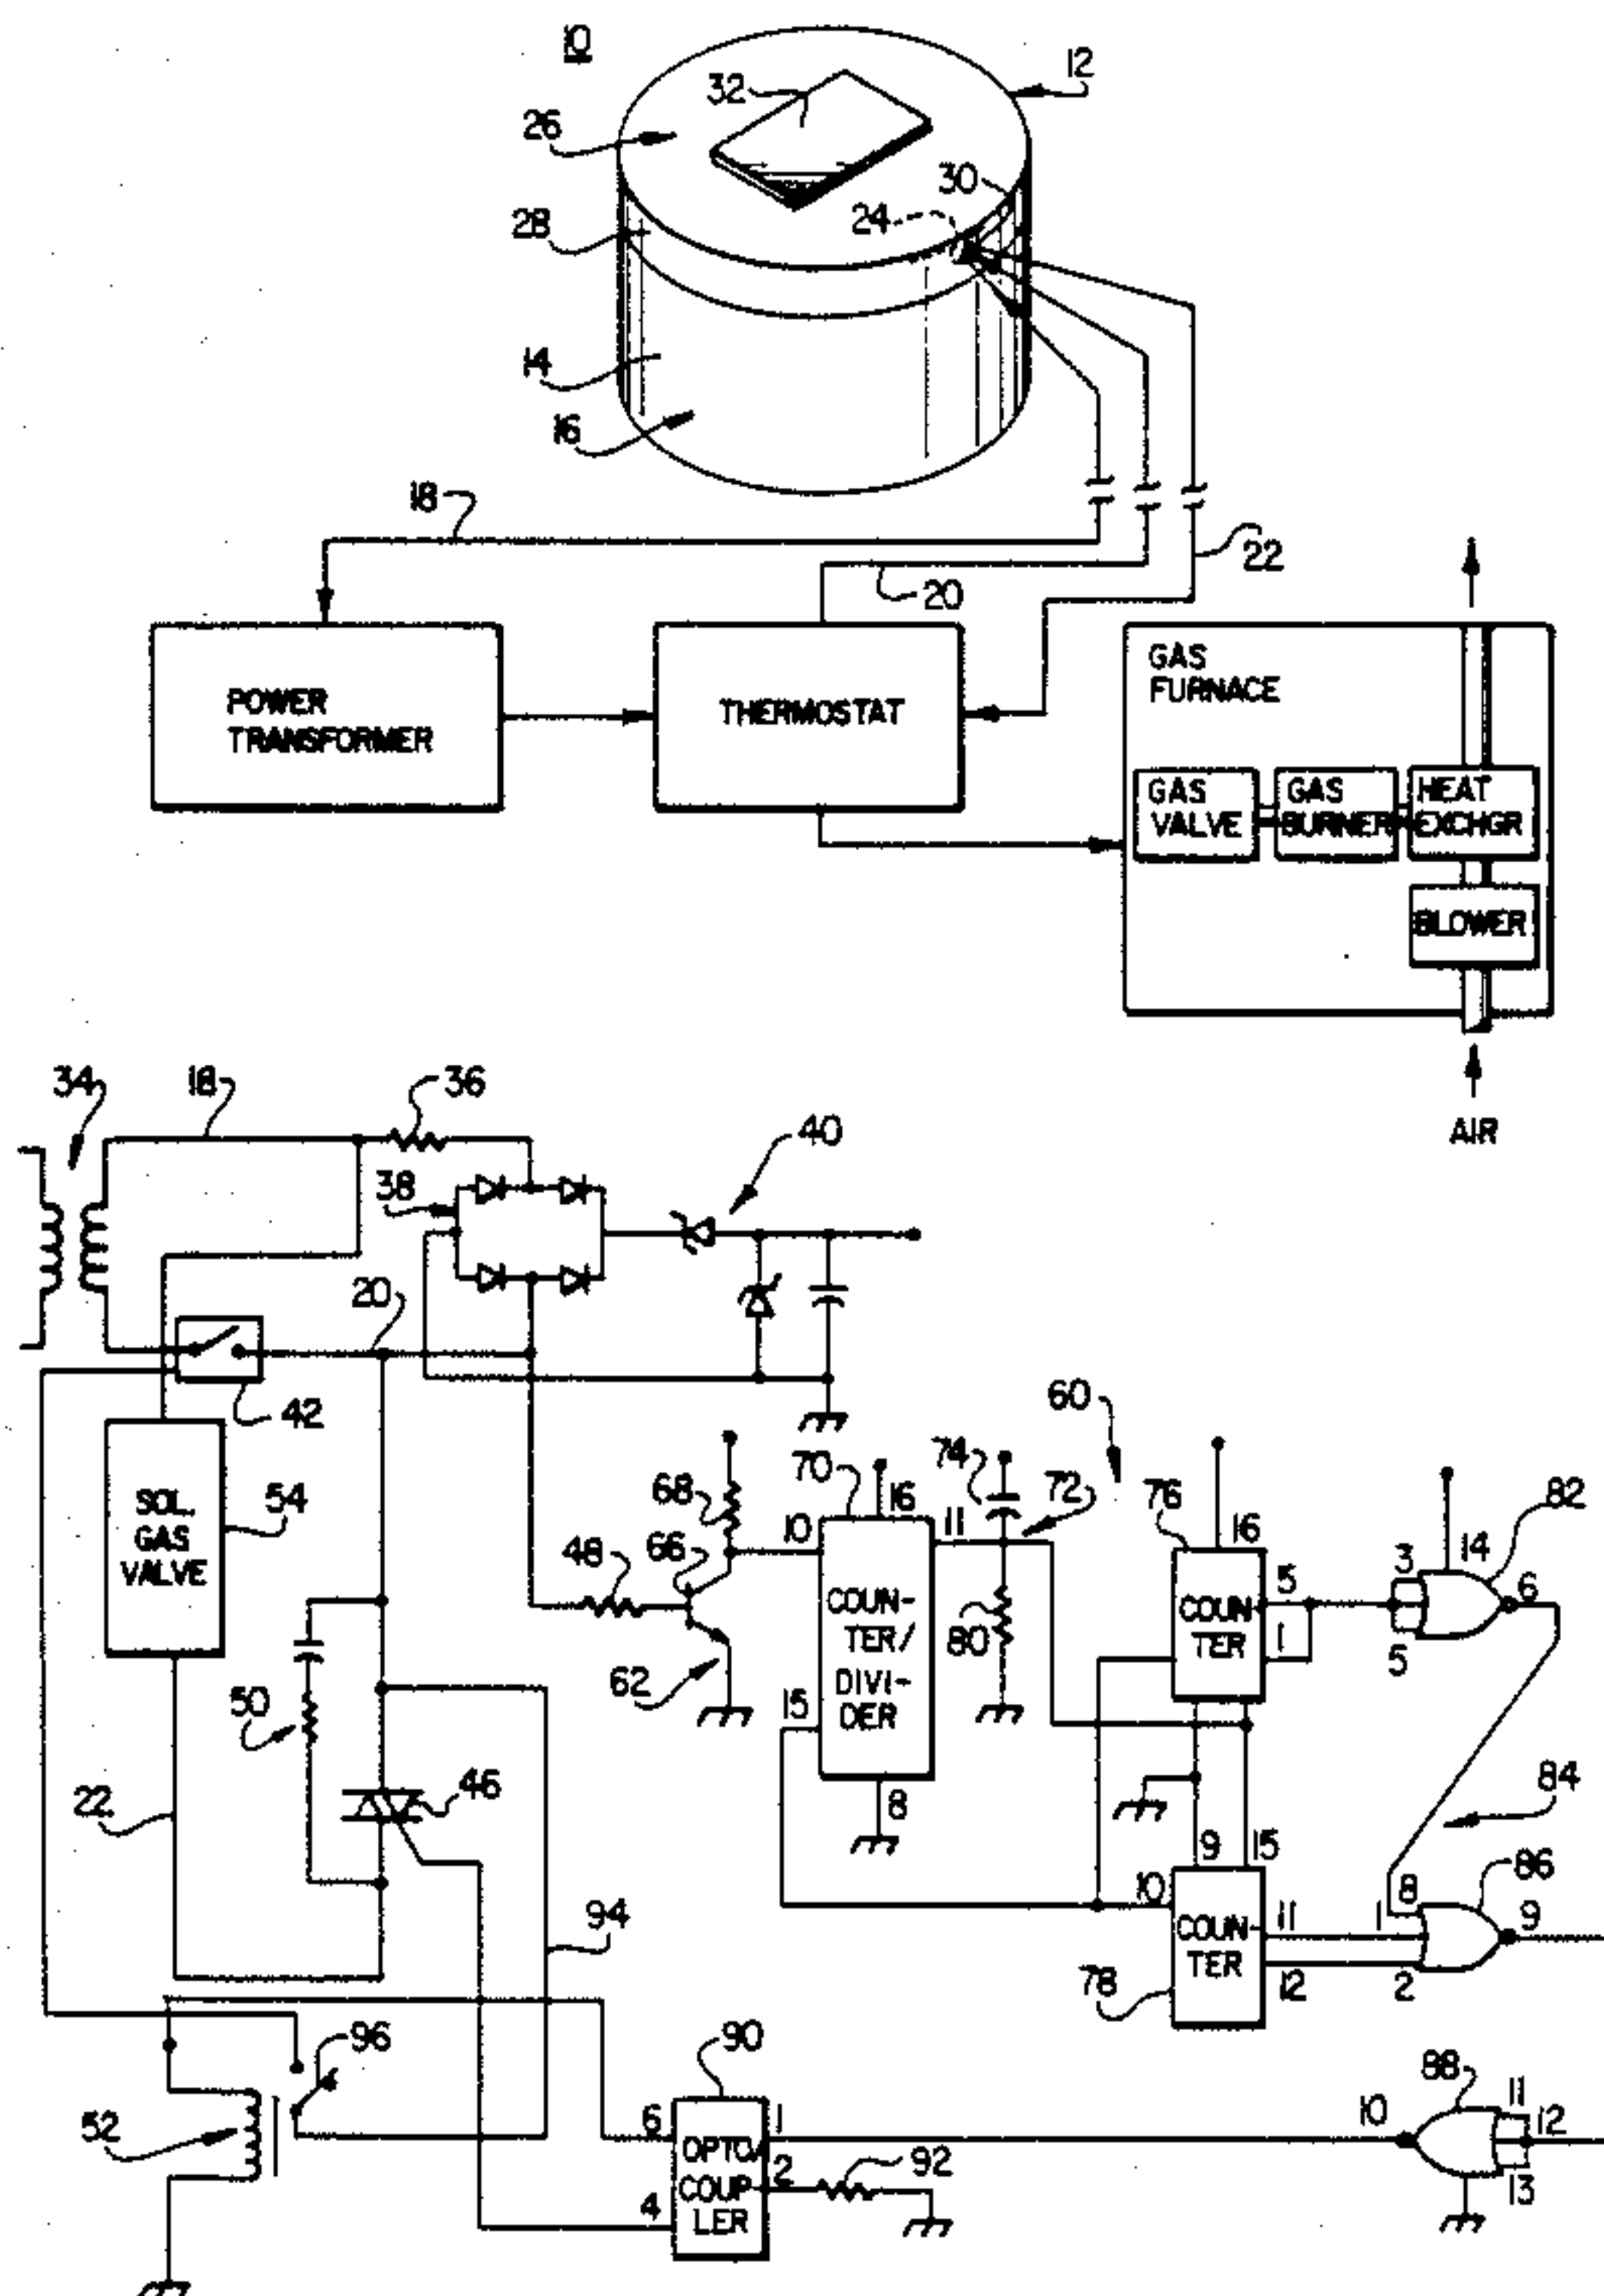 10
12
32
26
30
24
28
14
16
18
22
20
POWER
TRANSFORMER
THERMOSTAT
GAS
FURNACE
GAS
VALVE
GAS
BURNER
HEAT
EXCHGR
BLOWER
AIR
34
18
36
40
38
20
42
SOL.
GAS
VALVE
54
50
22
46
94
48
66
68
62
70
16
10
11
COUN-
TER/
DIVI-
DER
15
8
74
72
80
60
76
16
COUN-
TER
5
1
3
14
5
6
82
84
9
15
10
COUN-
TER
78
11
12
1
8
2
9
86
88
11
12
13
10
90
6
1
OPTO/
COUP-
LER
2
4
92
96
52